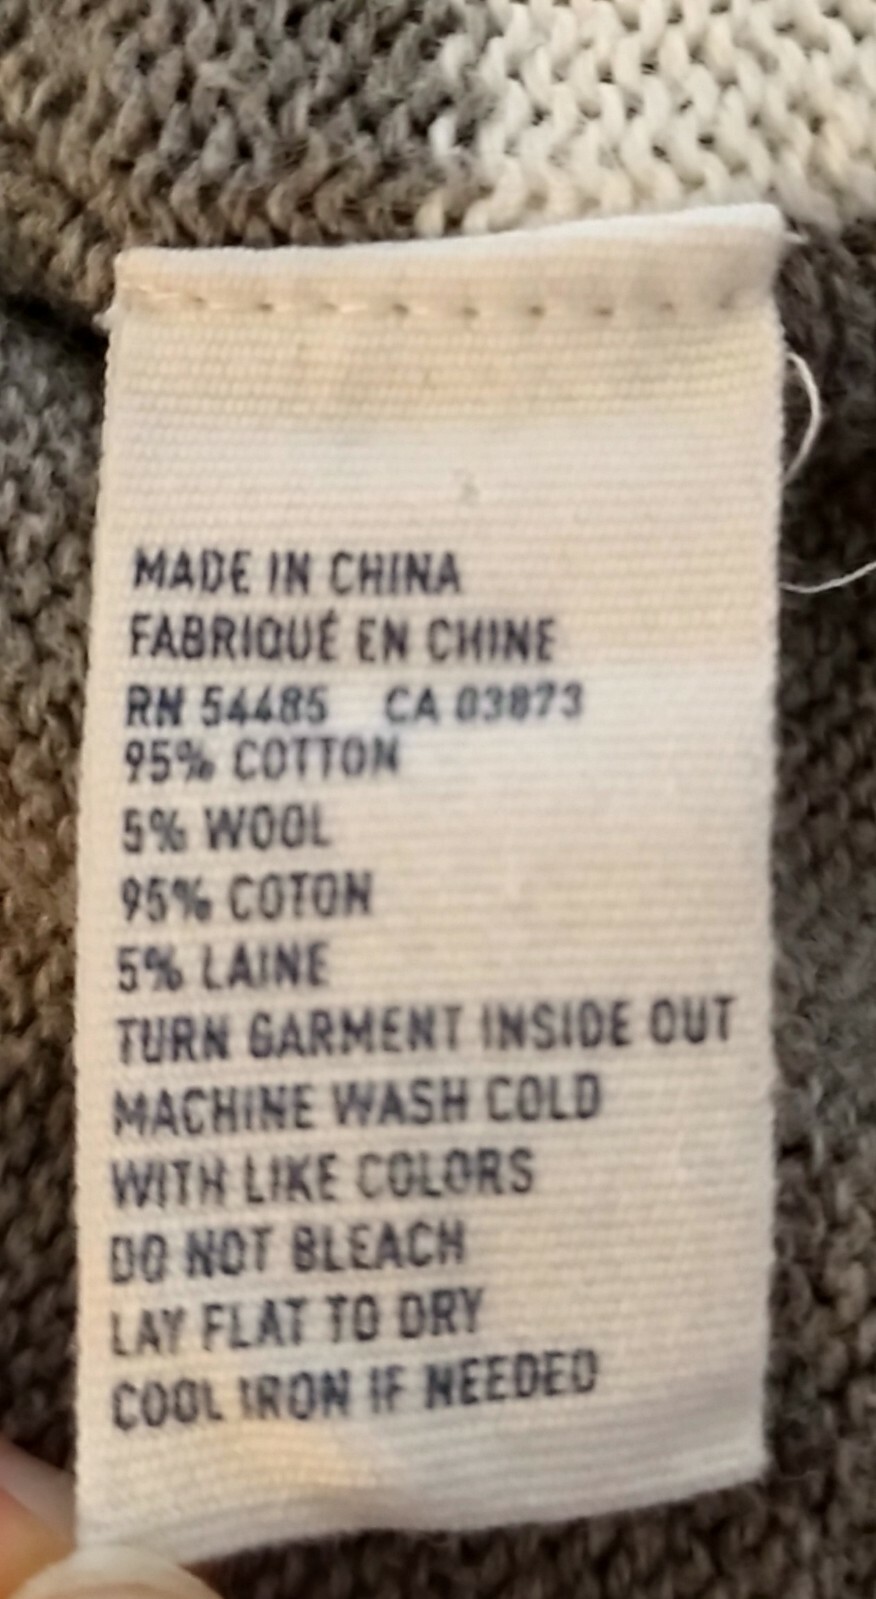 MADE IN CHINA
FABRIQUÉ EN CHINE
RN 54485 CA 03873
95% COTTON
5% WOOL
95% COTON
5% LAINE
TURN GARMENT INSIDE OUT
MACHINE WASH COLD
WITH LIKE COLORS
DO NOT BLEACH
LAY FLAT TO DRY
COOL IRON IF NEEDED